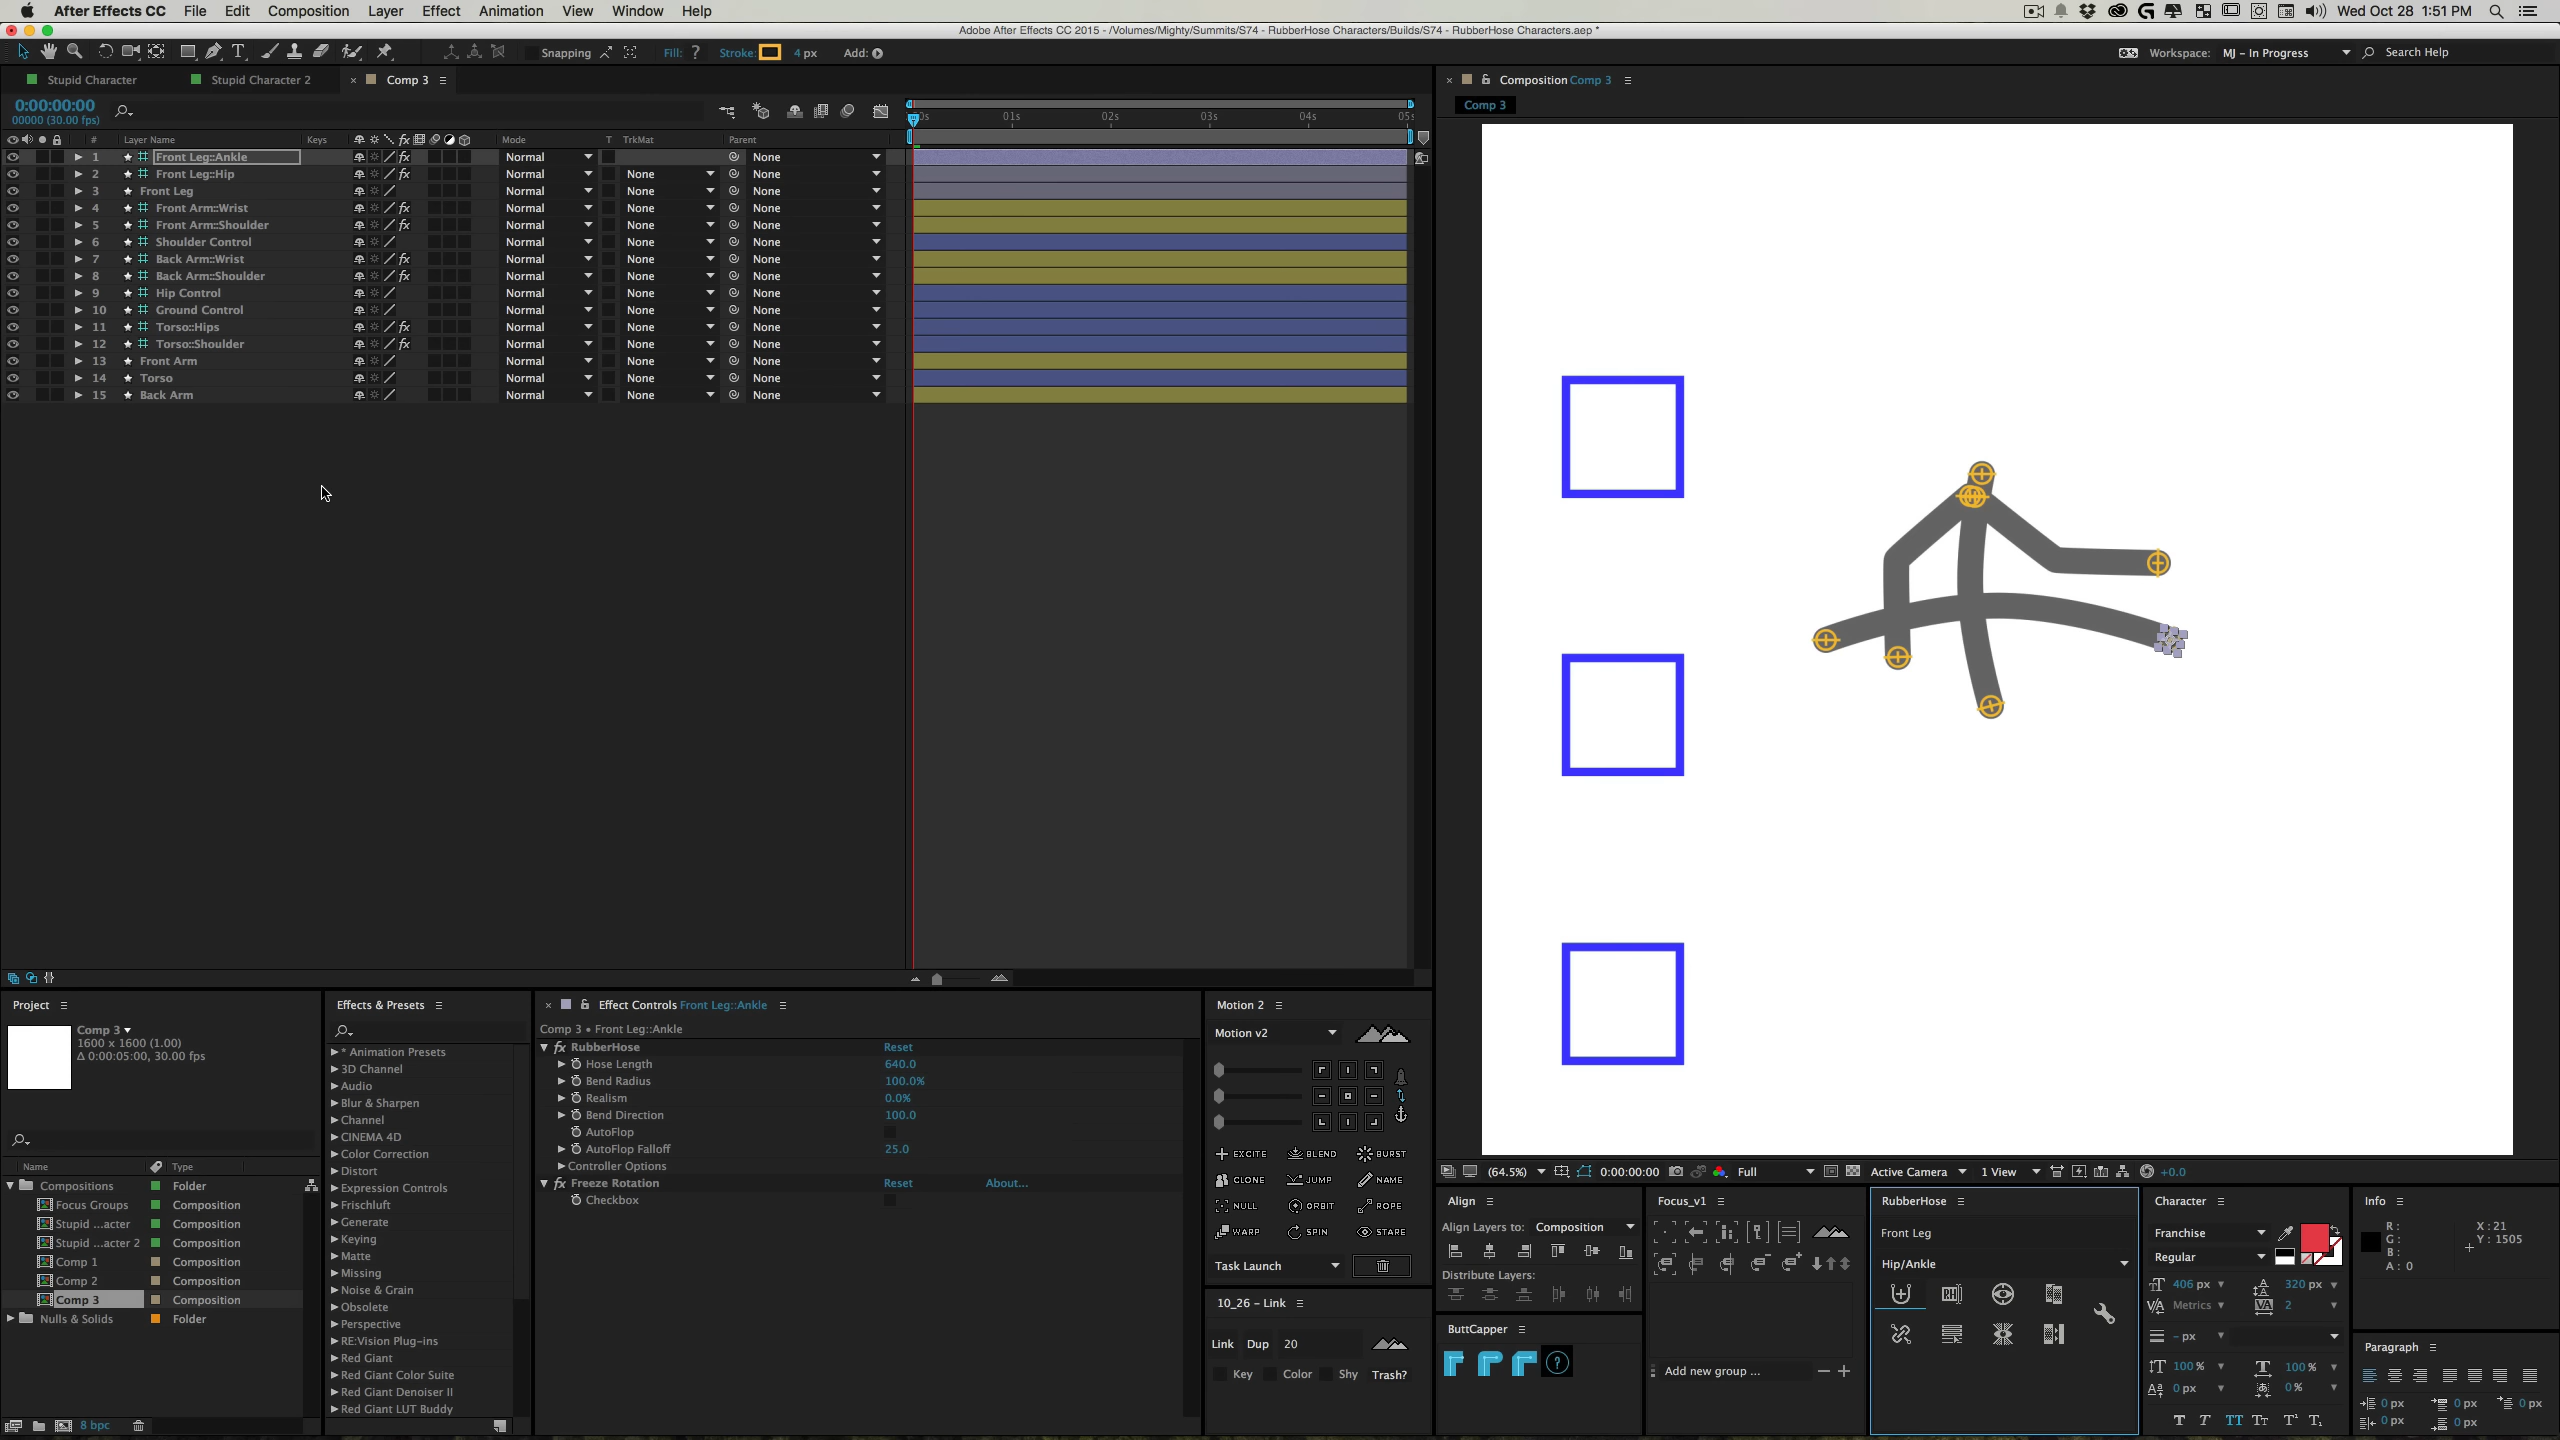 After Effects CC File Edit Composition Layer Effect Animation View Window Help Wed Oct 28 1:51 PM
Adobe After Effects CC 2015 - /Volumes/Mighty/Summits/S74 - RubberHose Characters/Builds/S74 - RubberHose Characters.aep *
Snapping Fill: ? Stroke: 4 px Add: Workspace: MJ - In Progress Search Help
Stupid Character Stupid Character 2 Comp 3
Composition Comp 3
0:00:00:00
00000 (30.00 fps)
Comp 3
01s 02s 03s 04s 05s
# Layer Name Keys Mode T TrkMat Parent
1 Front Leg::Ankle Normal None
2 Front Leg::Hip Normal None None
3 Front Leg Normal None None
4 Front Arm::Wrist Normal None None
5 Front Arm::Shoulder Normal None None
6 Shoulder Control Normal None None
7 Back Arm::Wrist Normal None None
8 Back Arm::Shoulder Normal None None
9 Hip Control Normal None None
10 Ground Control Normal None None
11 Torso::Hips Normal None None
12 Torso::Shoulder Normal None None
13 Front Arm Normal None None
14 Torso Normal None None
15 Back Arm Normal None None
Project
Comp 3
1600 x 1600 (1.00)
Δ 0:00:05:00, 30.00 fps
Name Type
Compositions Folder
Focus Groups Composition
Stupid ...acter Composition
Stupid ...acter 2 Composition
Comp 1 Composition
Comp 2 Composition
Comp 3 Composition
Nulls & Solids Folder
8 bpc
Effects & Presets
* Animation Presets
3D Channel
Audio
Blur & Sharpen
Channel
CINEMA 4D
Color Correction
Distort
Expression Controls
Frischluft
Generate
Keying
Matte
Missing
Noise & Grain
Obsolete
Perspective
RE:Vision Plug-ins
Red Giant
Red Giant Color Suite
Red Giant Denoiser II
Red Giant LUT Buddy
Effect Controls Front Leg::Ankle
Comp 3 • Front Leg::Ankle
fx RubberHose Reset
Hose Length 640.0
Bend Radius 100.0%
Realism 0.0%
Bend Direction 100.0
AutoFlop
AutoFlop Falloff 25.0
Controller Options
fx Freeze Rotation Reset About...
Checkbox
Motion 2
Motion v2
EXCITE BLEND BURST
CLONE JUMP NAME
NULL ORBIT ROPE
WARP SPIN STARE
Task Launch
10_26 - Link
Link Dup 20
Key Color Shy Trash?
(64.5%) 0:00:00:00 Full Active Camera 1 View +0.0
Align
Align Layers to: Composition
Distribute Layers:
ButtCapper
?
Focus_v1
Add new group ...
RubberHose
Front Leg
Hip/Ankle
Character
Franchise
Regular
406 px 320 px
Metrics 2
- px
100 % 100 %
0 px 0 %
Info
R : X : 21
G : Y : 1505
B :
A : 0
Paragraph
0 px 0 px 0 px
0 px 0 px